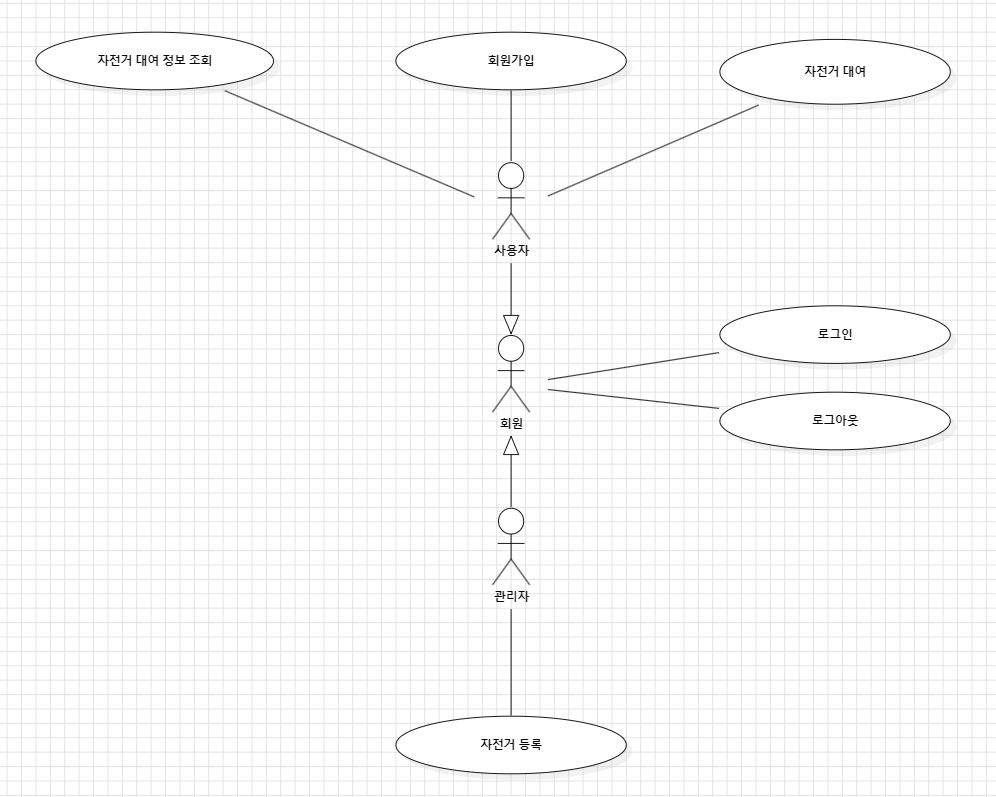 자전거 대여 정보 조회
회원가입
자전거 대여
사용자
로그인
로그아웃
회원
관리자
자전거 등록